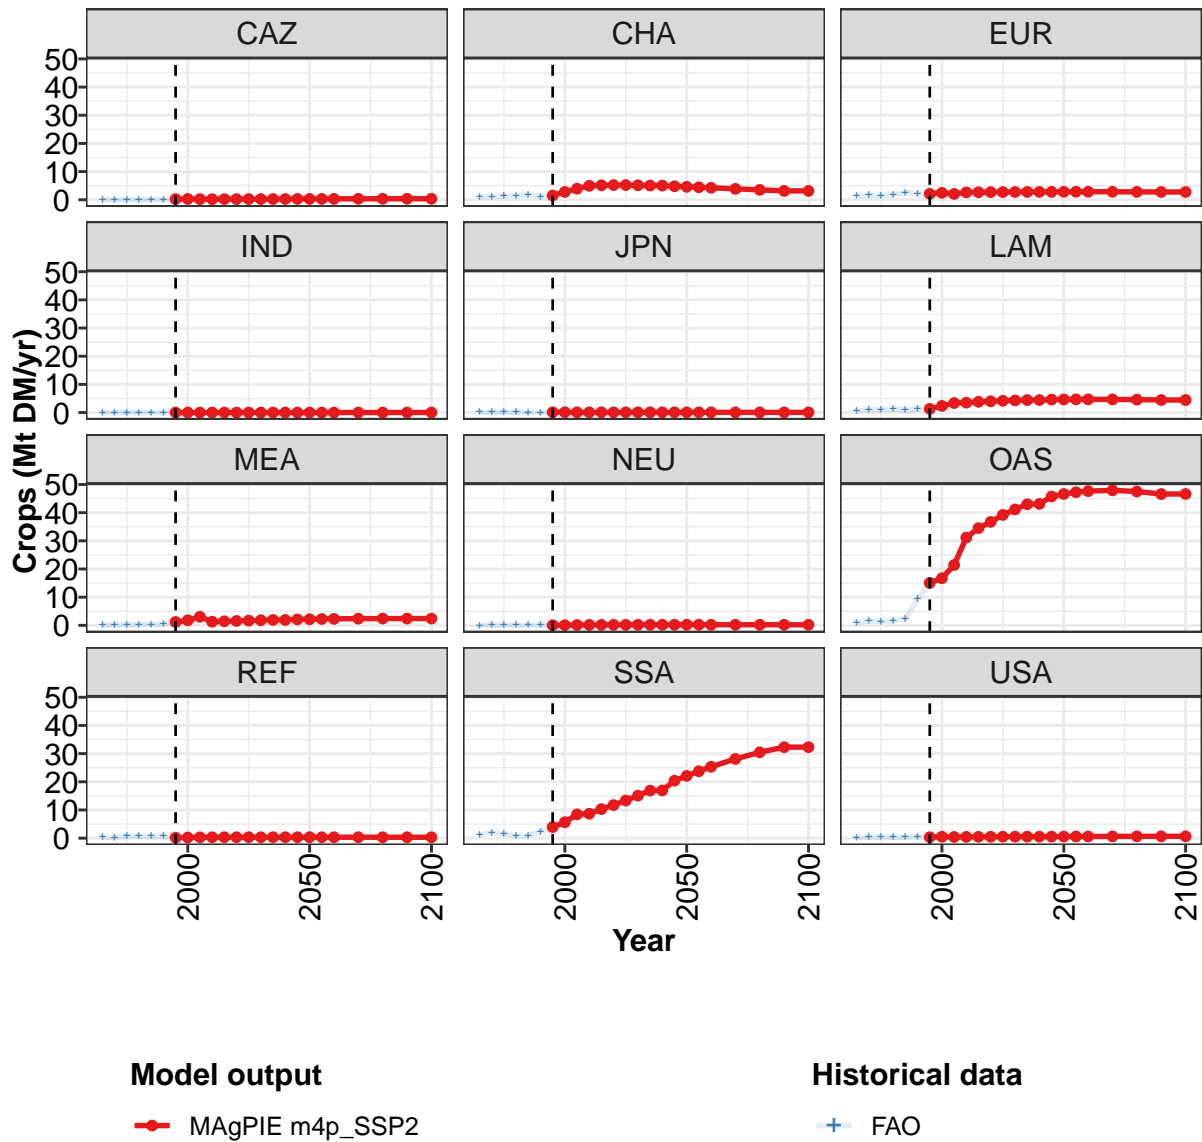 CAZ CHA EUR
50
40
30
20
10
0
IND JPN LAM
50
40
30
20
10
0
MEA NEU OAS
50
40
30
20
10
0
REF SSA USA
50
40
30
20
10
0
Crops (Mt DM/yr)
2000 2050 2100 2000 2050 2100 2000 2050 2100
Year
Model output Historical data
MAgPIE m4p_SSP2 FAO